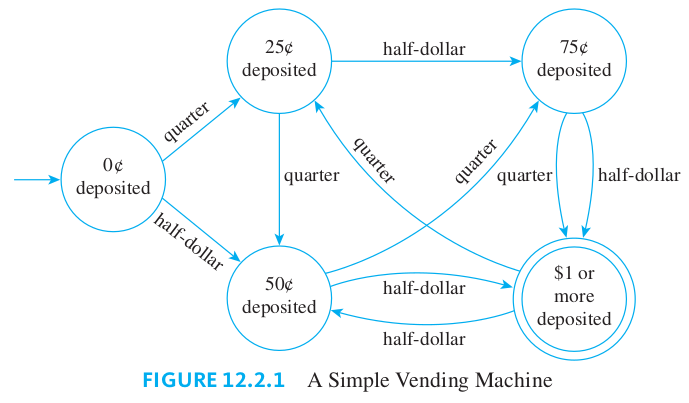 25¢
deposited
half-dollar
75¢
deposited
quarter
0¢
deposited
quarter
quarter
quarter
quarter
half-dollar
half-dollar
50¢
deposited
half-dollar
$1 or
more
deposited
half-dollar
FIGURE 12.2.1 A Simple Vending Machine